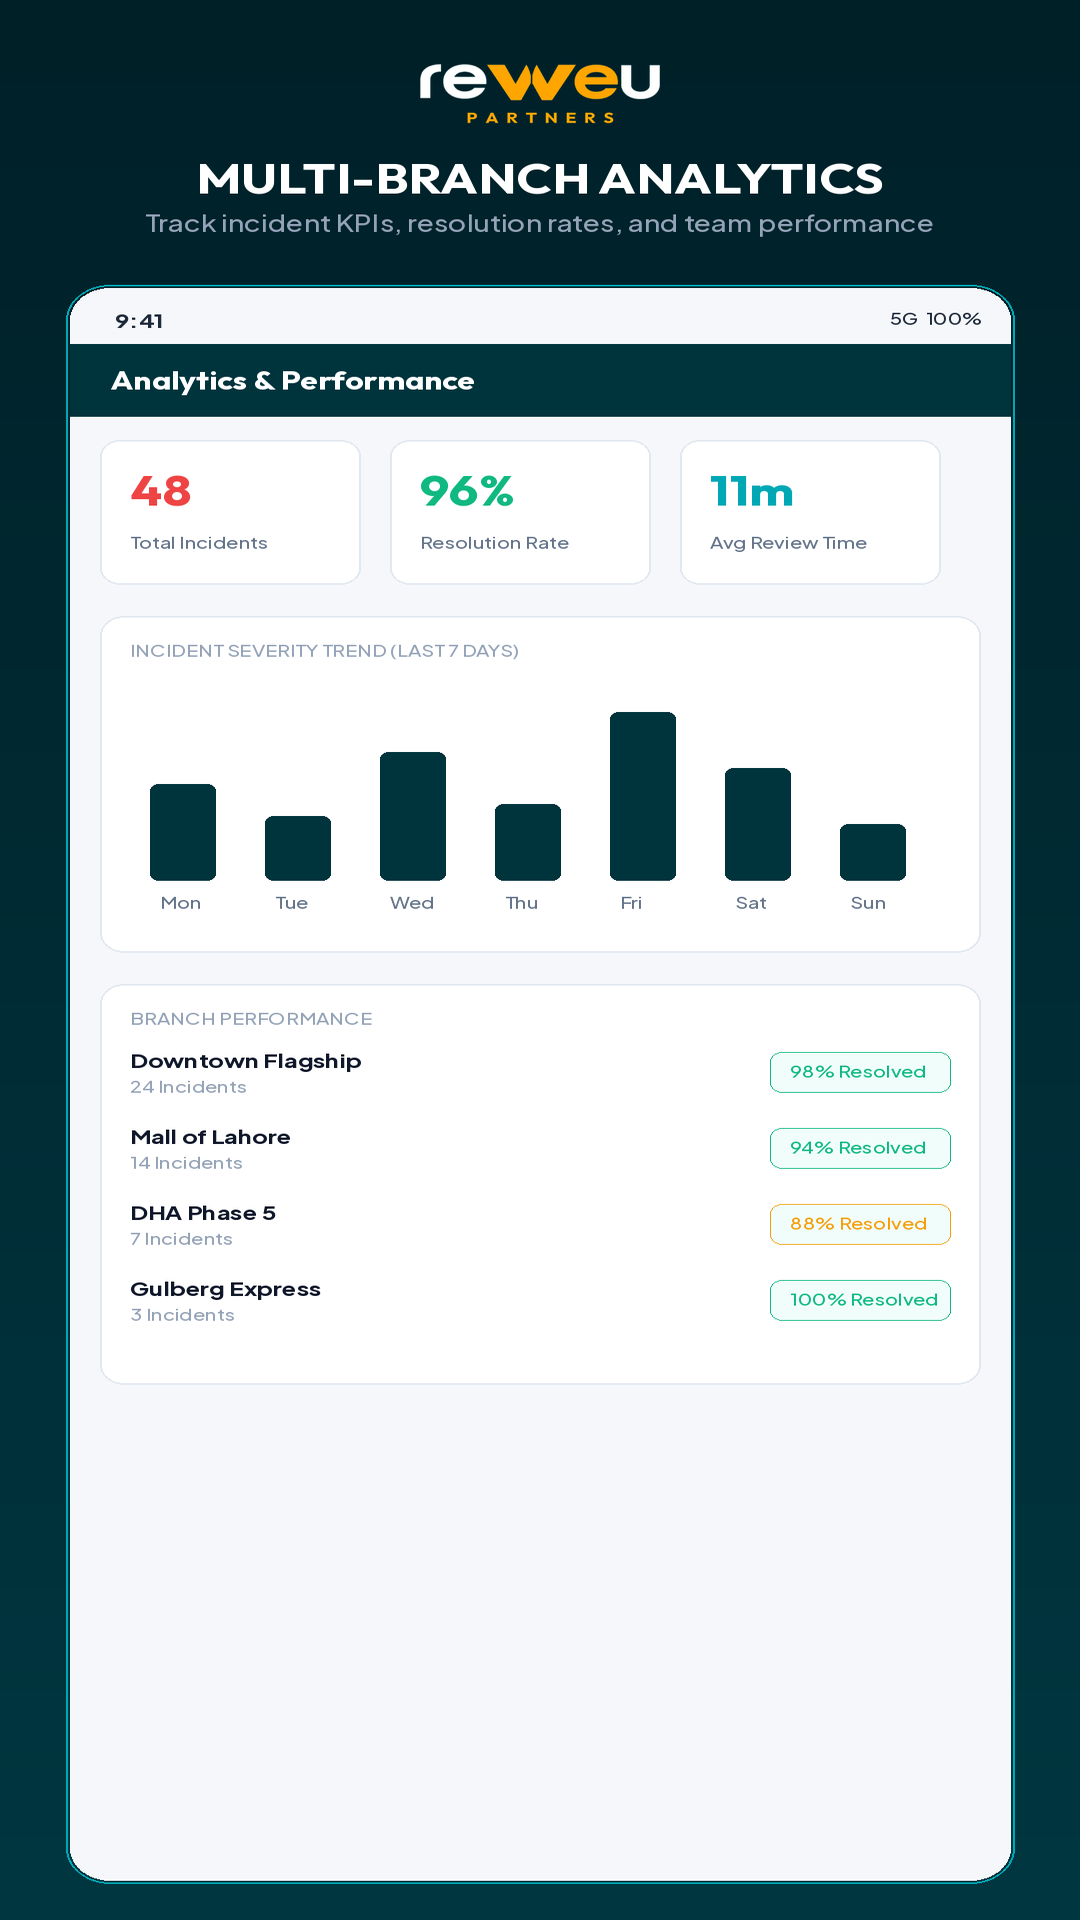 reweu
PARTNERS
MULTI-BRANCH ANALYTICS
Track incident KPIs, resolution rates, and team performance
9:41
5G 100%
Analytics & Performance
48
Total Incidents
96%
Resolution Rate
11m
Avg Review Time
INCIDENT SEVERITY TREND (LAST 7 DAYS)
Mon Tue Wed Thu Fri Sat Sun
BRANCH PERFORMANCE
Downtown Flagship
24 Incidents
98% Resolved
Mall of Lahore
14 Incidents
94% Resolved
DHA Phase 5
7 Incidents
88% Resolved
Gulberg Express
3 Incidents
100% Resolved